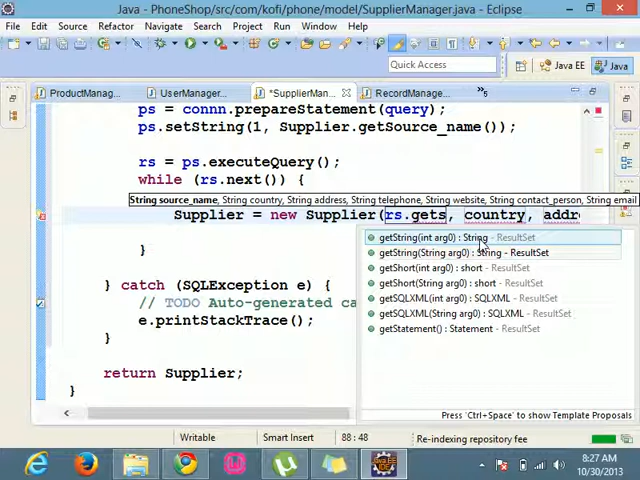 Java - PhoneShop/src/com/kofi/phone/model/SupplierManager.java - Eclipse
File Edit Source Refactor Navigate Search Project Run Window Help
Quick Access
Java EE
Java
ProductManag...
UserManager....
*SupplierMan...
RecordManage...
»5
ps = connn.prepareStatement(query);
ps.setString(1, Supplier.getSource_name());
rs = ps.executeQuery();
while (rs.next()) {
String source_name, String country, String address, String telephone, String website, String contact_person, String email
Supplier = new Supplier(rs.gets, country, addre
getString(int arg0) : String - ResultSet
getString(String arg0) : String - ResultSet
getShort(int arg0) : short - ResultSet
getShort(String arg0) : short - ResultSet
getSQLXML(int arg0) : SQLXML - ResultSet
getSQLXML(String arg0) : SQLXML - ResultSet
getStatement() : Statement - ResultSet
Press 'Ctrl+Space' to show Template Proposals
}
} catch (SQLException e) {
// TODO Auto-generated ca
e.printStackTrace();
}
return Supplier;
}
Writable
Smart Insert
88 : 48
Re-indexing repository fee
8:27 AM
10/30/2013